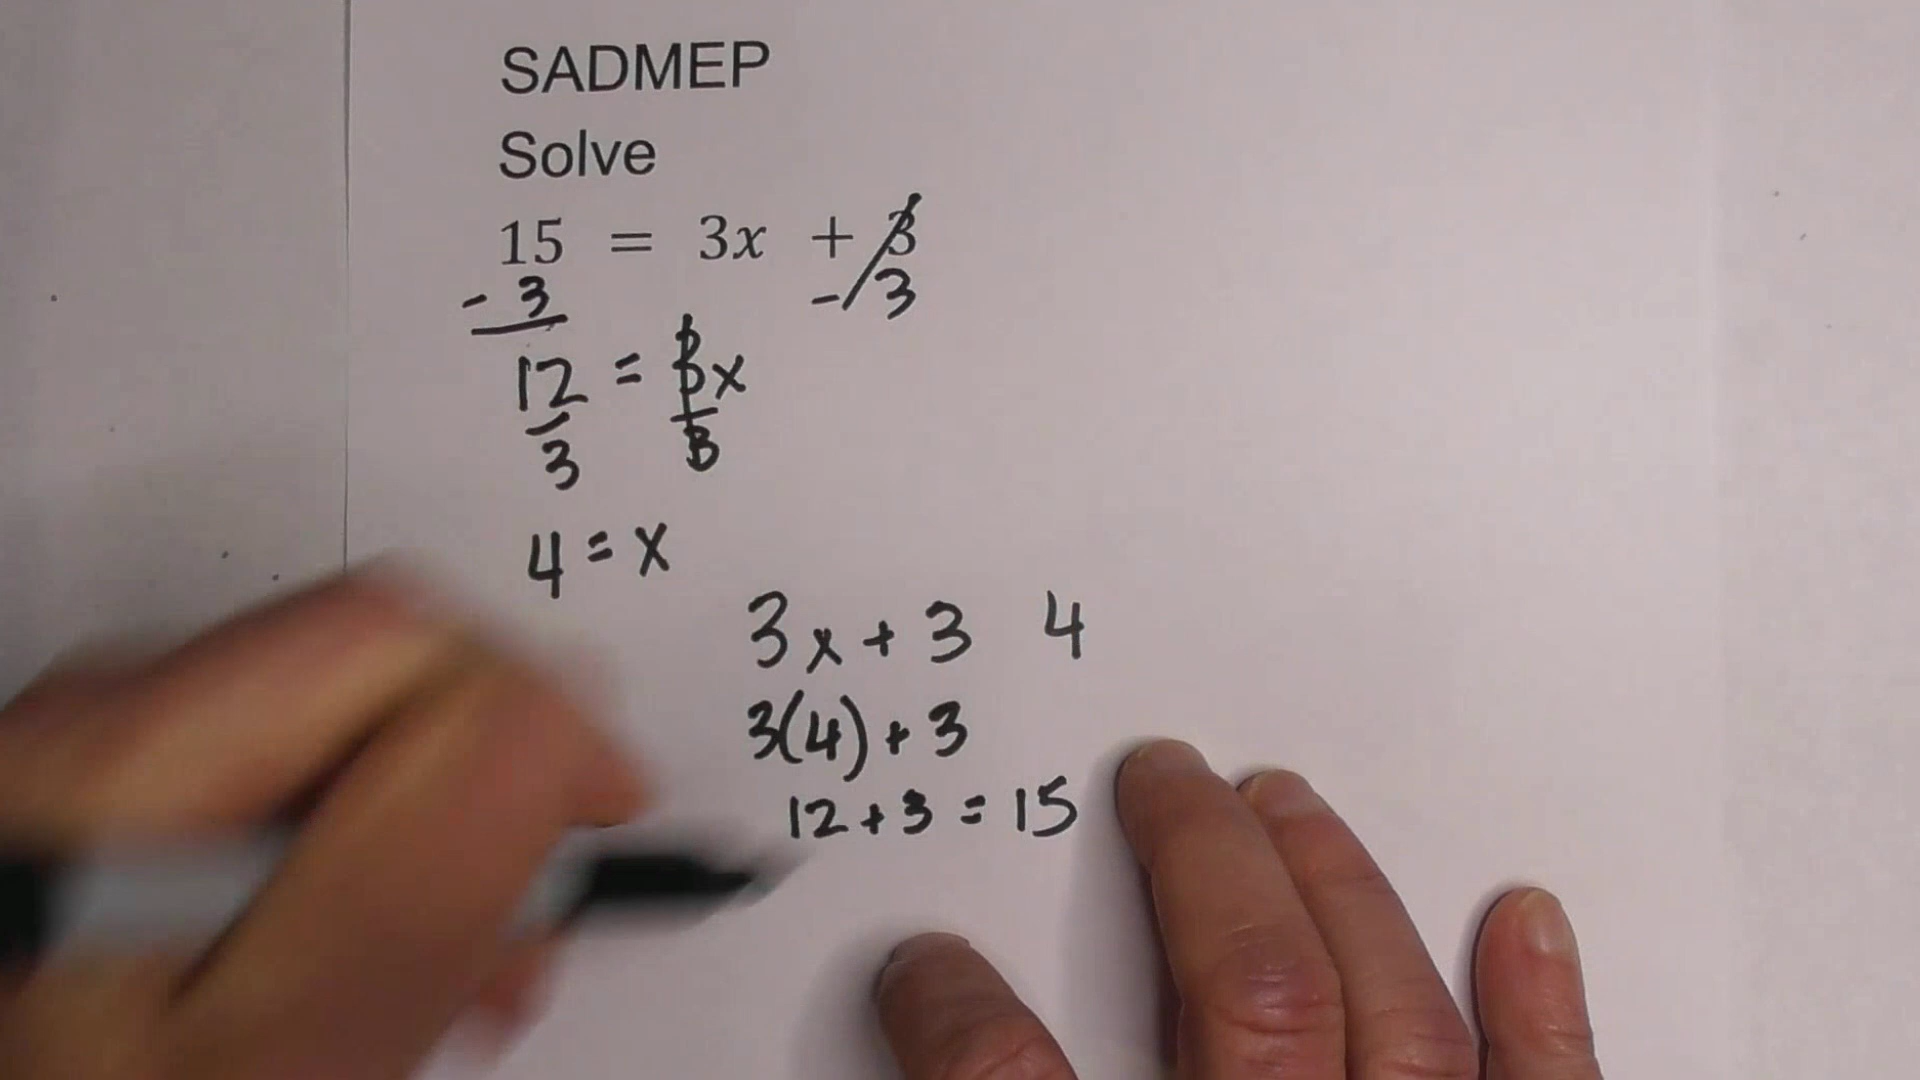 SADMEP
Solve
15 = 3x + 3
- 3 - 3
12 = 3x
3 3
4 = x
3x + 3 4
3(4) + 3
12 + 3 = 15